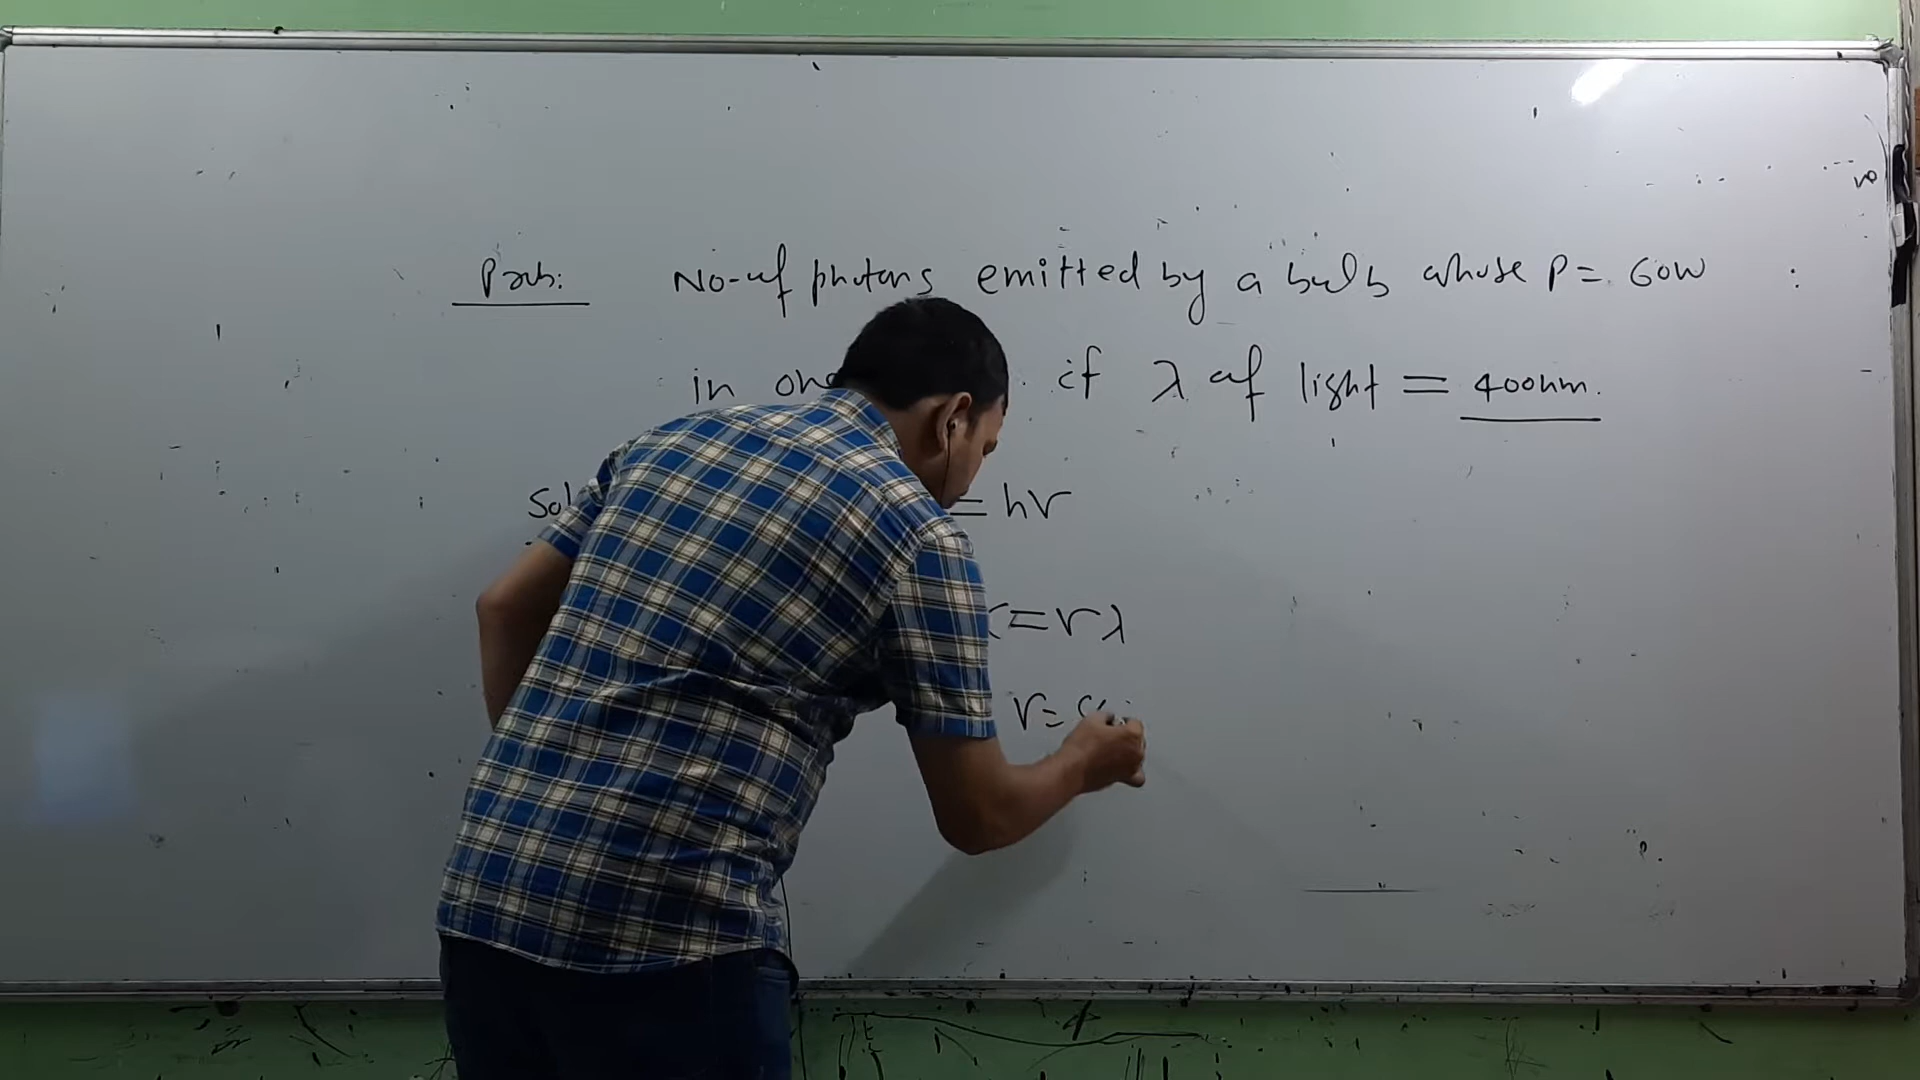 Prob: No-of photons emitted by a bulb whose P = 60W :
in one if λ of light = 400nm.
Sol = hν
c = νλ
ν = c/